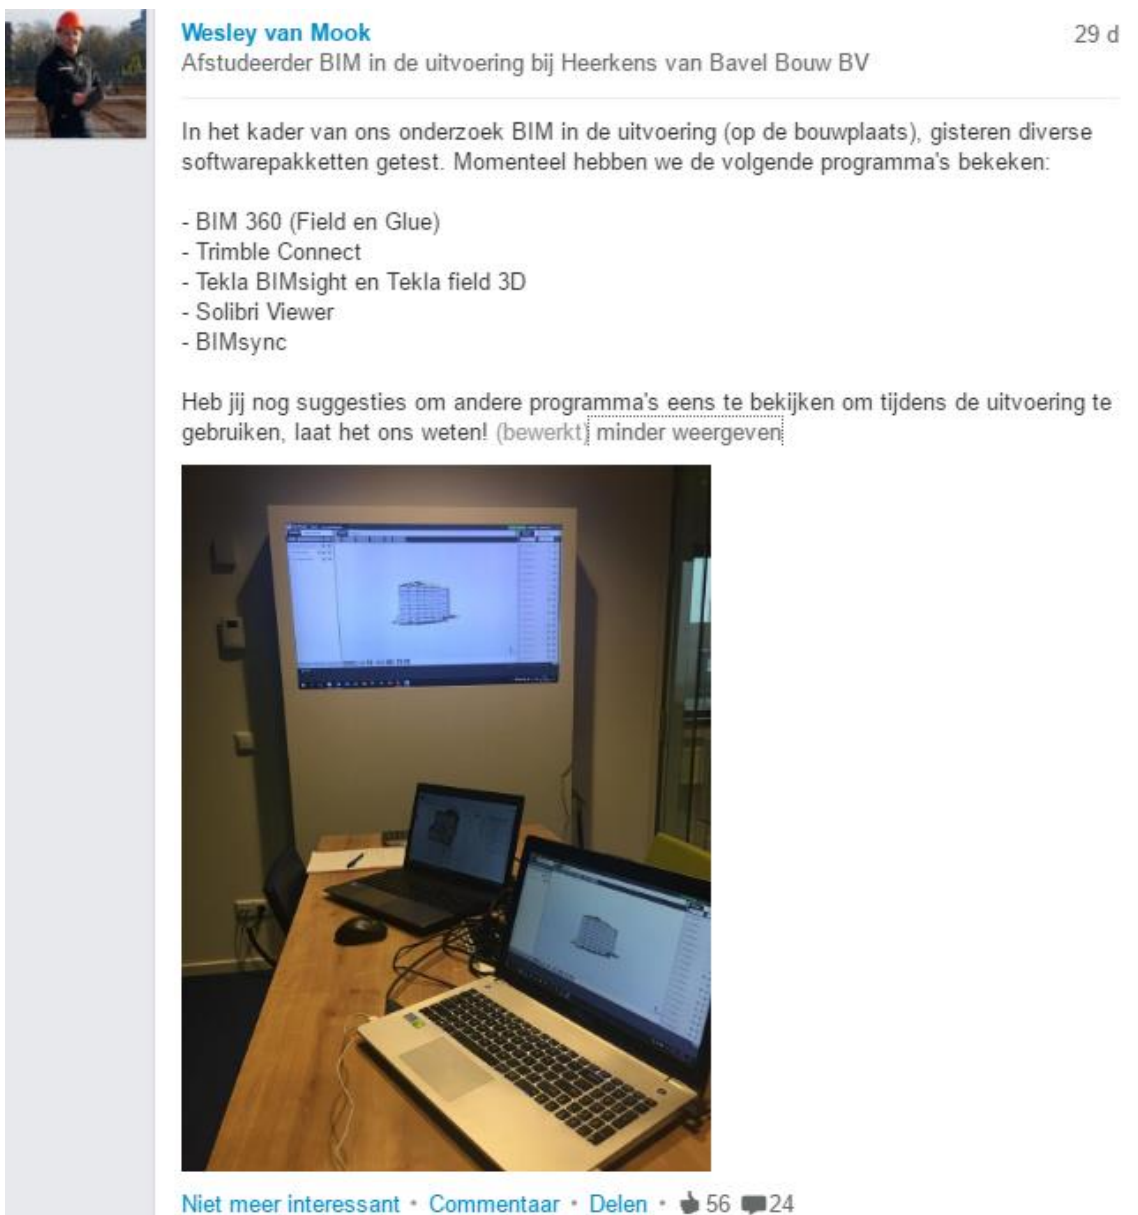 Wesley van Mook
29 d
Afstudeerder BIM in de uitvoering bij Heerkens van Bavel Bouw BV
In het kader van ons onderzoek BIM in de uitvoering (op de bouwplaats), gisteren diverse
softwarepakketten getest. Momenteel hebben we de volgende programma's bekeken:
- BIM 360 (Field en Glue)
- Trimble Connect
- Tekla BIMsight en Tekla field 3D
- Solibri Viewer
- BIMsync
Heb jij nog suggesties om andere programma's eens te bekijken om tijdens de uitvoering te
gebruiken, laat het ons weten! (bewerkt) minder weergeven
Niet meer interessant • Commentaar • Delen • 56 24